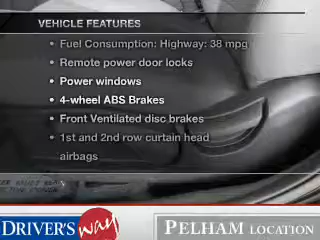 VEHICLE FEATURES
• Fuel Consumption: Highway: 38 mpg
• Remote power door locks
• Power windows
• 4-wheel ABS Brakes
• Front Ventilated disc brakes
• 1st and 2nd row curtain head
airbags
DRIVER'S way
PELHAM LOCATION